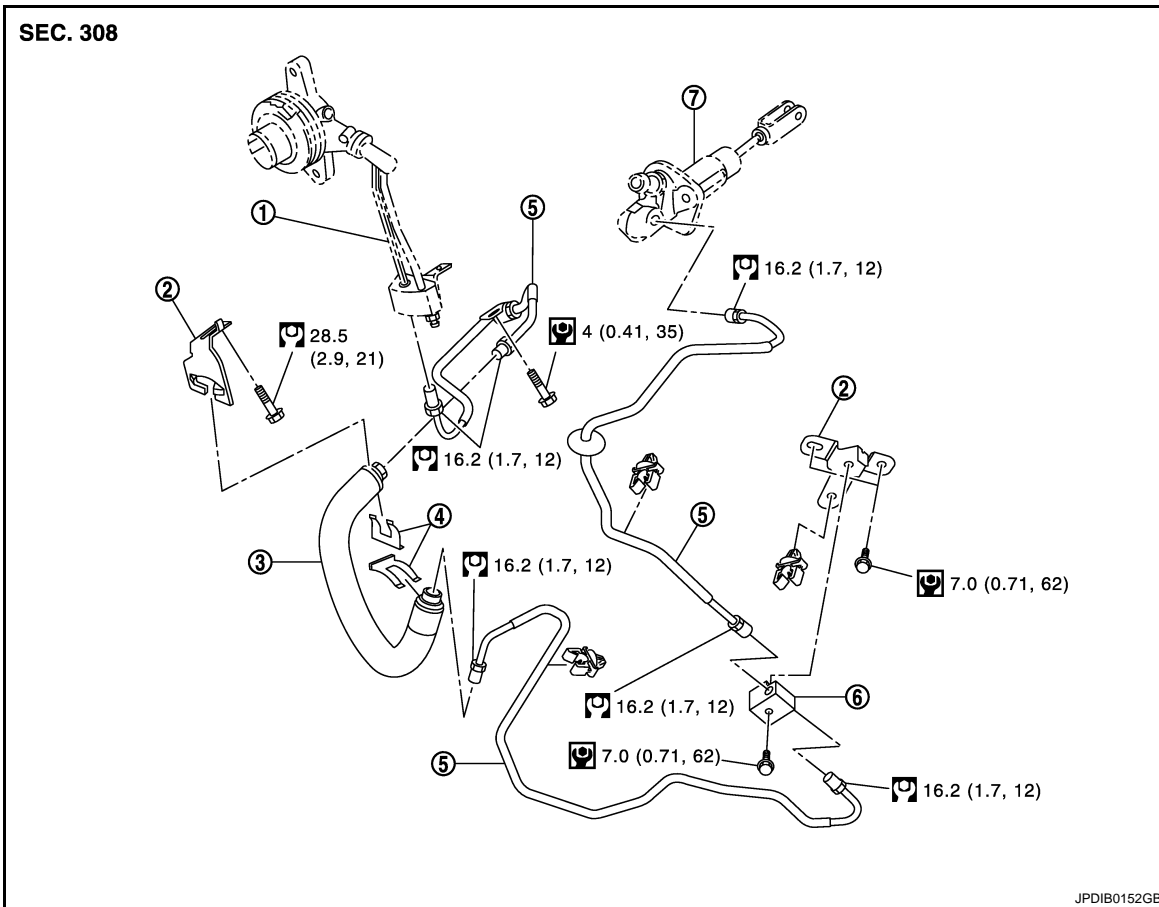 SEC. 308
7
1
5
16.2 (1.7, 12)
2
28.5
(2.9, 21)
4 (0.41, 35)
2
16.2 (1.7, 12)
4
5
3
16.2 (1.7, 12)
7.0 (0.71, 62)
6
16.2 (1.7, 12)
5
7.0 (0.71, 62)
16.2 (1.7, 12)
JPDIB0152GB